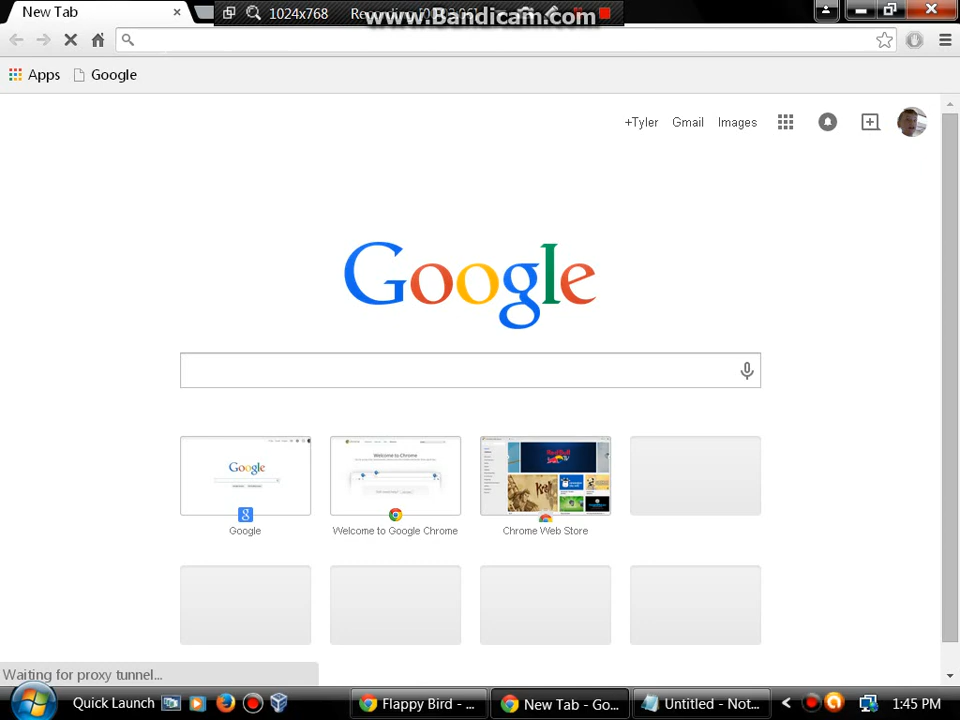 New Tab
1024x768
www.Bandicam.com
Apps
Google
+Tyler Gmail Images
Google
Google
Welcome to Google Chrome
Chrome Web Store
Waiting for proxy tunnel...
Quick Launch
Flappy Bird - ...
New Tab - Go...
Untitled - Not...
1:45 PM